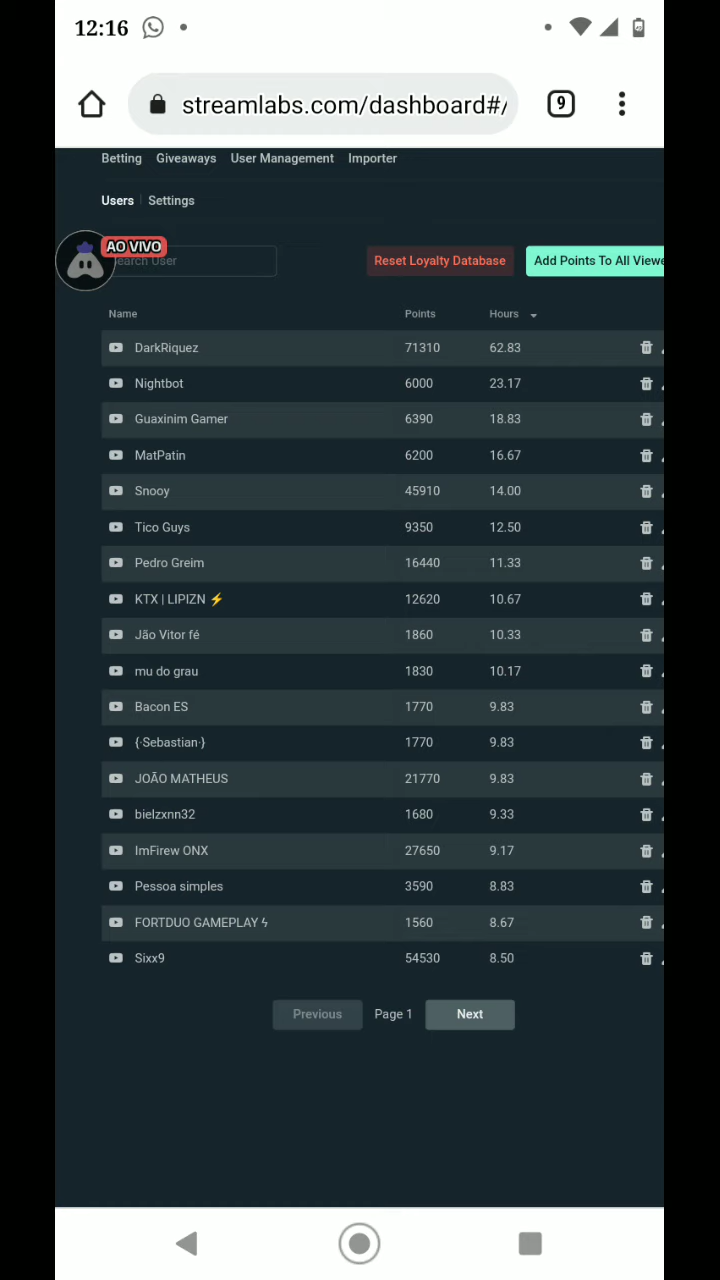 12:16
streamlabs.com/dashboard#/
9
Betting Giveaways User Management Importer
Users Settings
AO VIVO
Search User
Reset Loyalty Database
Add Points To All Viewe
Name Points Hours
DarkRiquez 71310 62.83
Nightbot 6000 23.17
Guaxinim Gamer 6390 18.83
MatPatin 6200 16.67
Snooy 45910 14.00
Tico Guys 9350 12.50
Pedro Greim 16440 11.33
KTX | LIPIZN ⚡ 12620 10.67
Jão Vitor fé 1860 10.33
mu do grau 1830 10.17
Bacon ES 1770 9.83
{·Sebastian·} 1770 9.83
JOÃO MATHEUS 21770 9.83
bielzxnn32 1680 9.33
ImFirew ONX 27650 9.17
Pessoa simples 3590 8.83
FORTDUO GAMEPLAY ϟ 1560 8.67
Sixx9 54530 8.50
Previous Page 1 Next